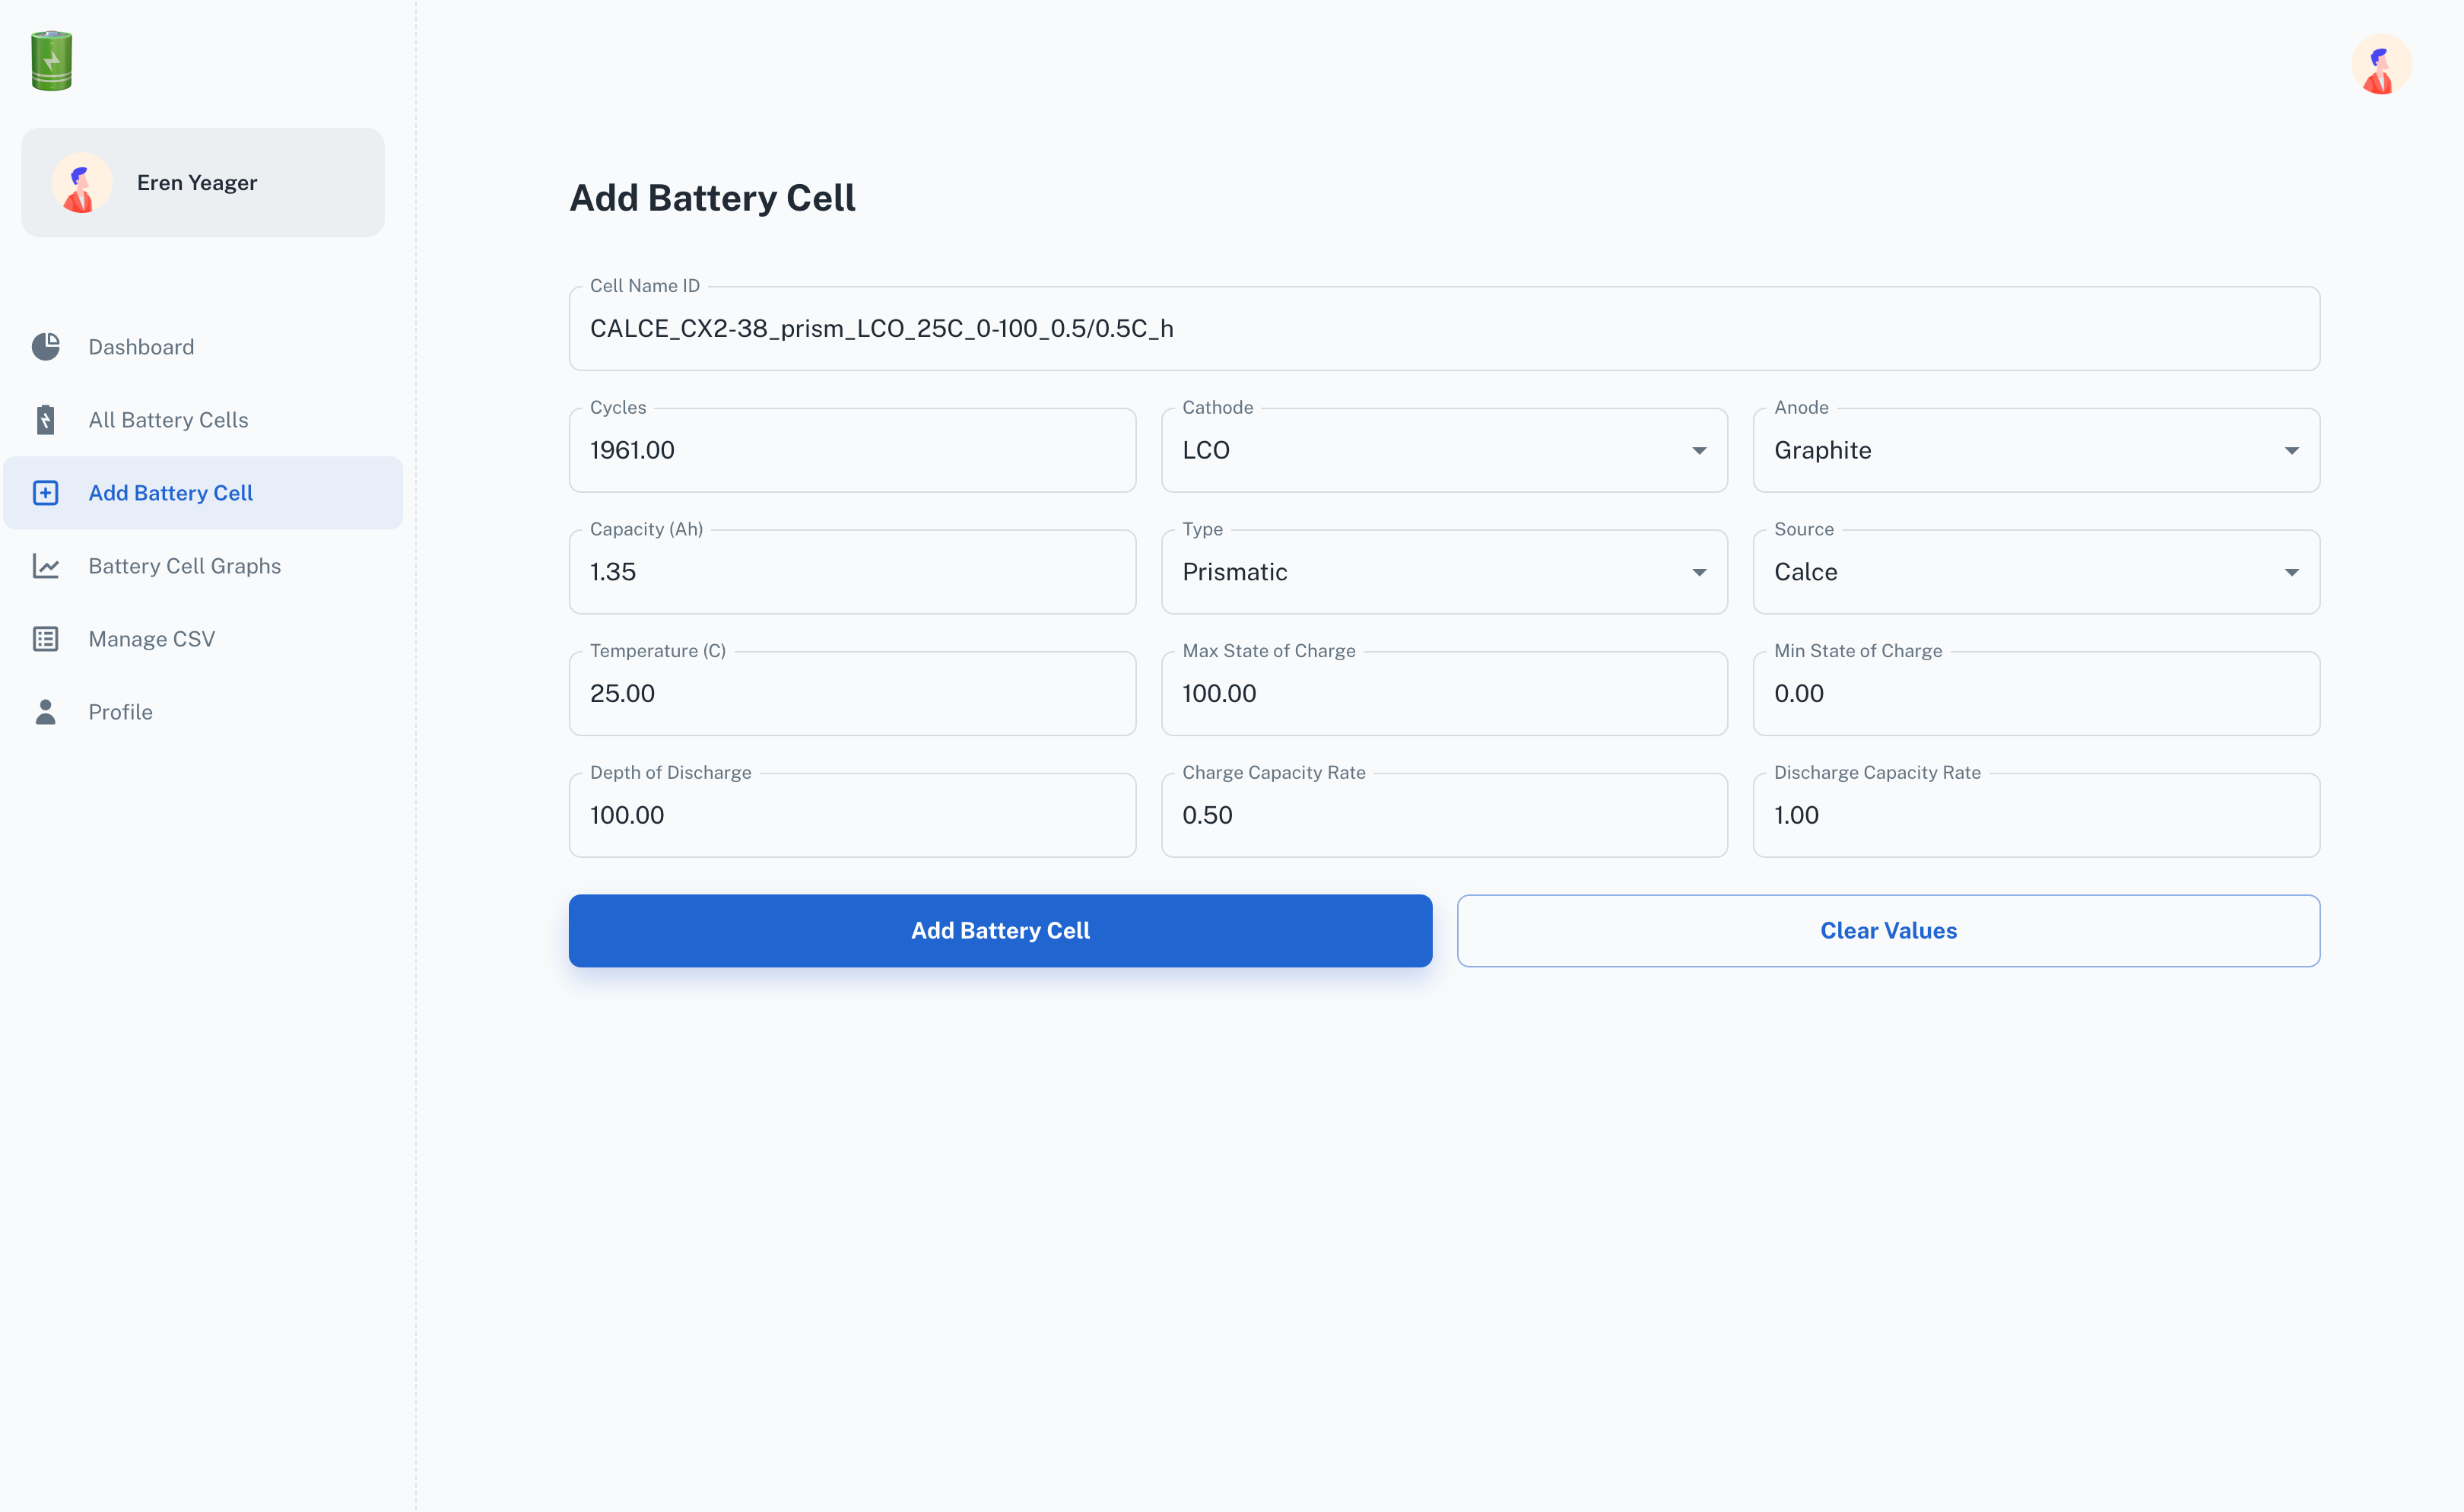 Eren Yeager
Dashboard
All Battery Cells
Add Battery Cell
Battery Cell Graphs
Manage CSV
Profile
Add Battery Cell
Cell Name ID
CALCE_CX2-38_prism_LCO_25C_0-100_0.5/0.5C_h
Cycles
1961.00
Cathode
LCO
Anode
Graphite
Capacity (Ah)
1.35
Type
Prismatic
Source
Calce
Temperature (C)
25.00
Max State of Charge
100.00
Min State of Charge
0.00
Depth of Discharge
100.00
Charge Capacity Rate
0.50
Discharge Capacity Rate
1.00
Add Battery Cell
Clear Values